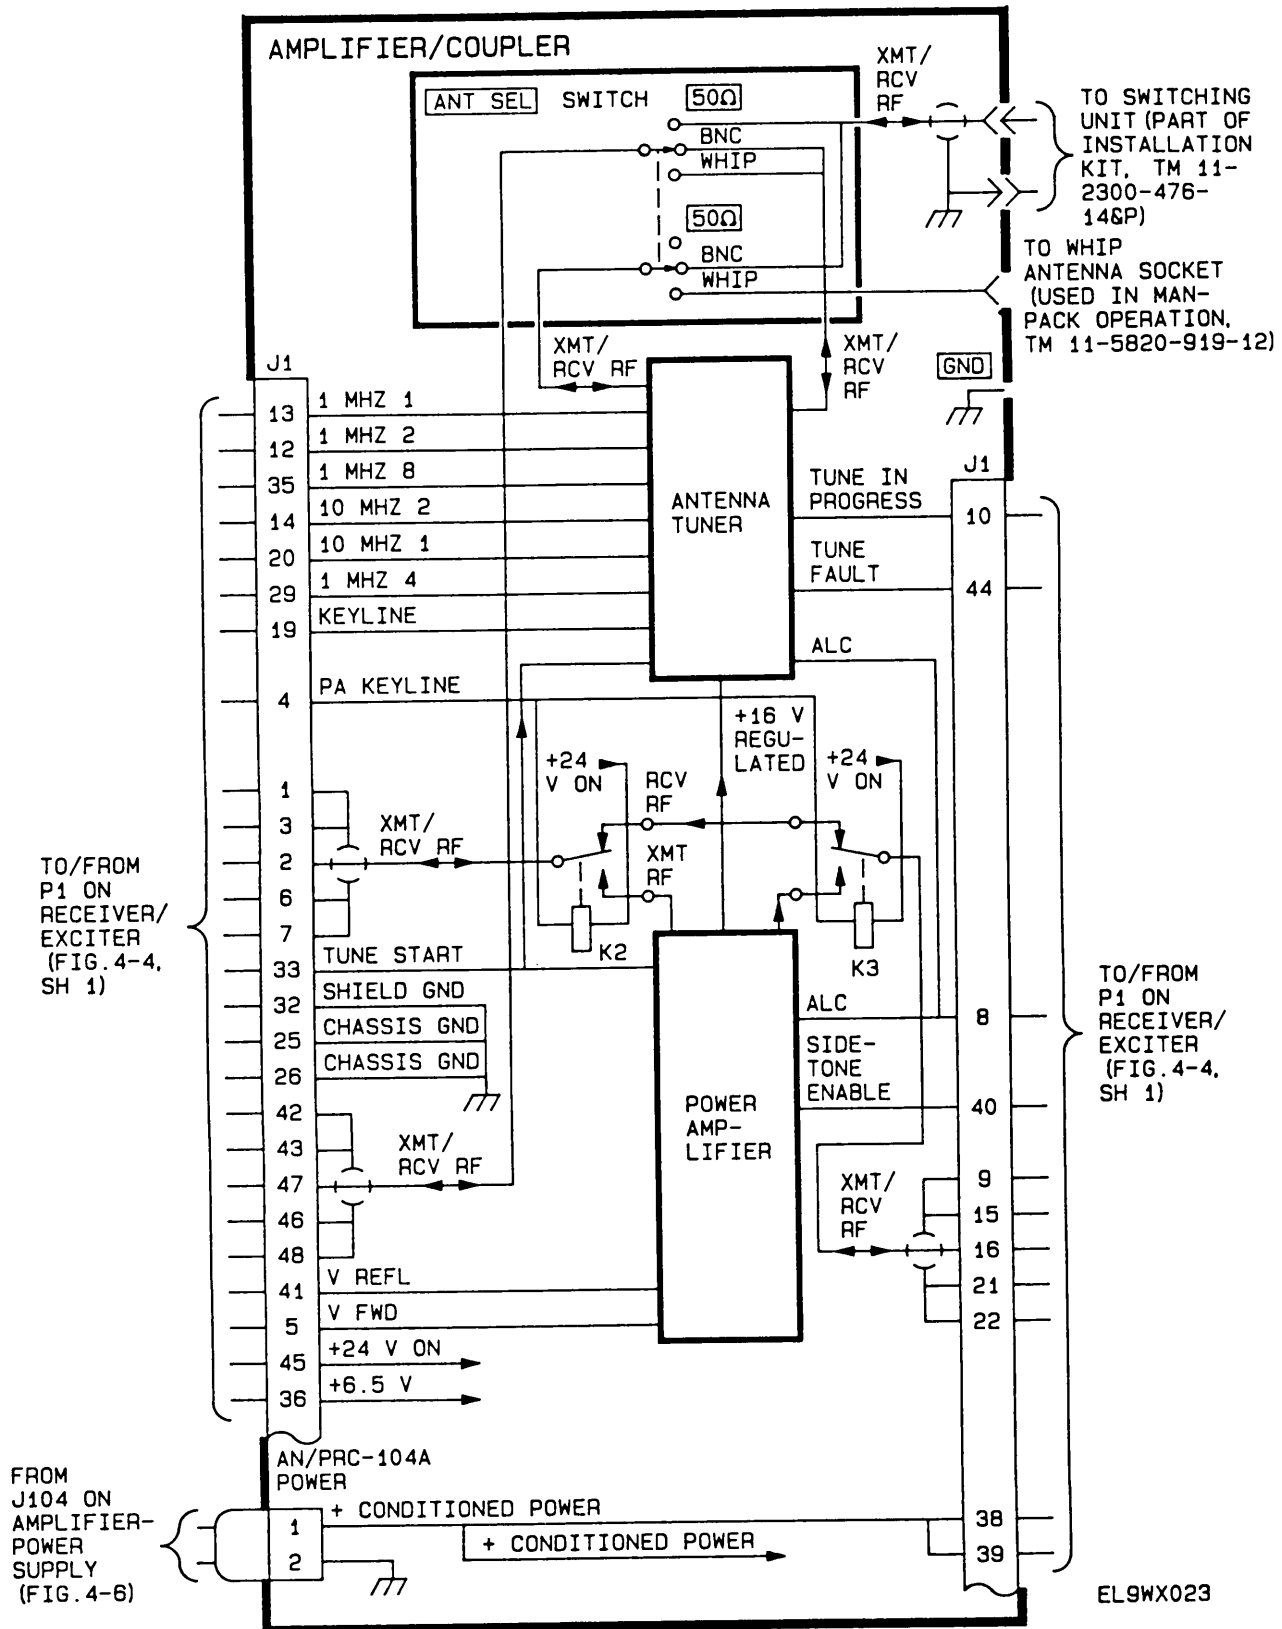 AMPLIFIER/COUPLER
ANT SEL SWITCH 50Ω
BNC
WHIP
50Ω
BNC
WHIP
XMT/
RCV
RF
TO SWITCHING
UNIT (PART OF
INSTALLATION
KIT, TM 11-
2300-476-
14&P)
TO WHIP
ANTENNA SOCKET
(USED IN MAN-
PACK OPERATION,
TM 11-5820-919-12)
XMT/
RCV RF
XMT/
RCV
RF
GND
J1
13 1 MHZ 1
12 1 MHZ 2
35 1 MHZ 8
14 10 MHZ 2
20 10 MHZ 1
29 1 MHZ 4
19 KEYLINE
4 PA KEYLINE
ANTENNA
TUNER
J1
TUNE IN
PROGRESS
10
TUNE
FAULT
44
ALC
+16 V
REGU-
LATED
+24
V ON
+24
V ON
RCV
RF
XMT
RF
K2
K3
1
3
2
6
7
XMT/
RCV RF
33 TUNE START
32 SHIELD GND
25 CHASSIS GND
26 CHASSIS GND
42
43
47
46
48
XMT/
RCV RF
41 V REFL
5 V FWD
45 +24 V ON
36 +6.5 V
TO/FROM
P1 ON
RECEIVER/
EXCITER
(FIG.4-4,
SH 1)
POWER
AMP-
LIFIER
ALC
8
SIDE-
TONE
ENABLE
40
XMT/
RCV
RF
9
15
16
21
22
TO/FROM
P1 ON
RECEIVER/
EXCITER
(FIG.4-4,
SH 1)
AN/PRC-104A
POWER
FROM
J104 ON
AMPLIFIER-
POWER
SUPPLY
(FIG.4-6)
1 + CONDITIONED POWER
2
+ CONDITIONED POWER
38
39
EL9WX023